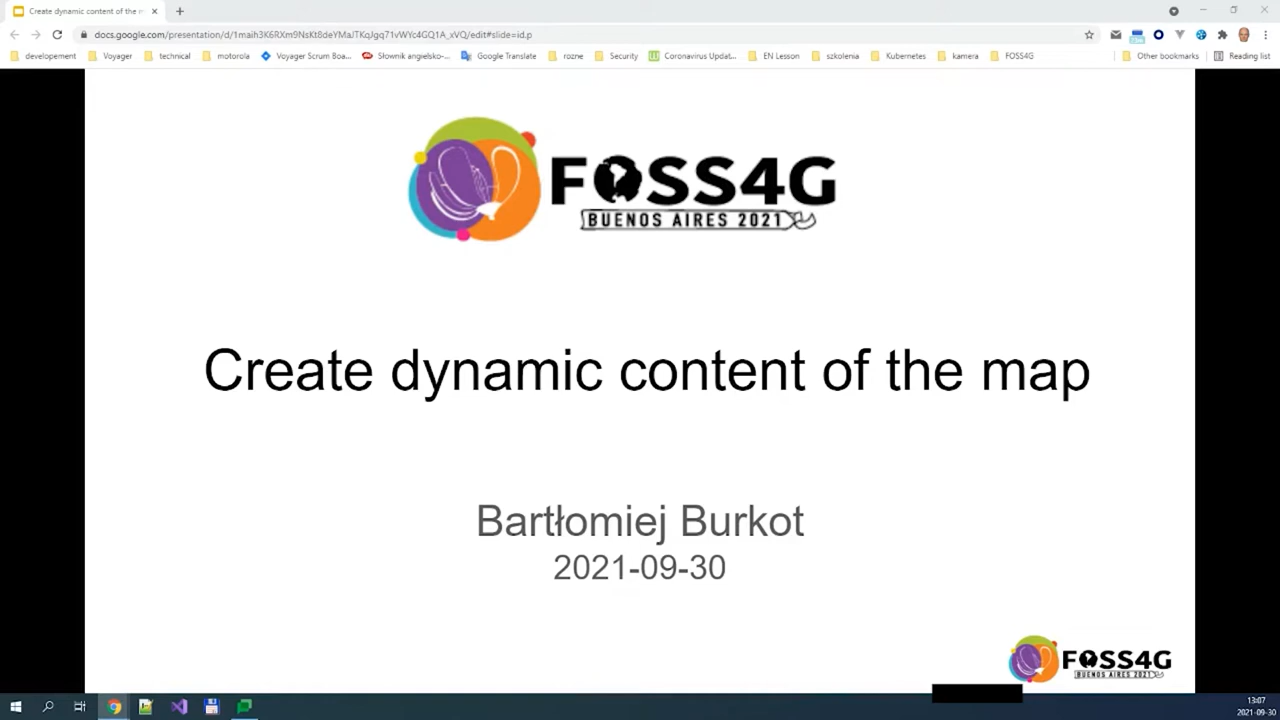 Create dynamic content of the m
docs.google.com/presentation/d/1maih3K6RXm9NsKt8deYMaJTKqJgq71vWYc4GQ1A_xVQ/edit#slide=id.p
developement Voyager technical motorola Voyager Scrum Boa... Słownik angielsko-... Google Translate rozne Security Coronavirus Updat... EN Lesson szkolenia Kubernetes kamera FOSS4G Other bookmarks Reading list
FOSS4G
BUENOS AIRES 2021
Create dynamic content of the map
Bartłomiej Burkot
2021-09-30
FOSS4G
BUENOS AIRES 2021
13:07
2021-09-30